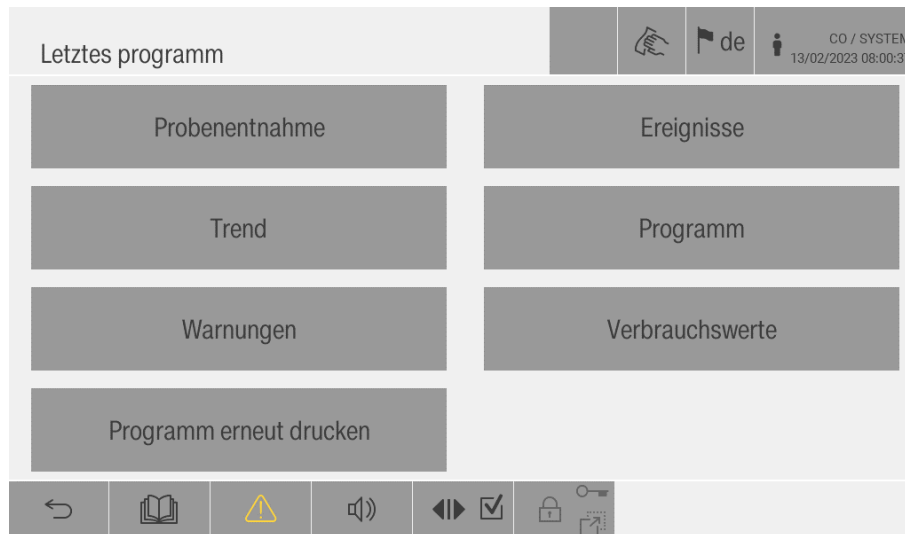 Letztes programm
de
CO / SYSTEM
13/02/2023 08:00:3
Probenentnahme
Ereignisse
Trend
Programm
Warnungen
Verbrauchswerte
Programm erneut drucken